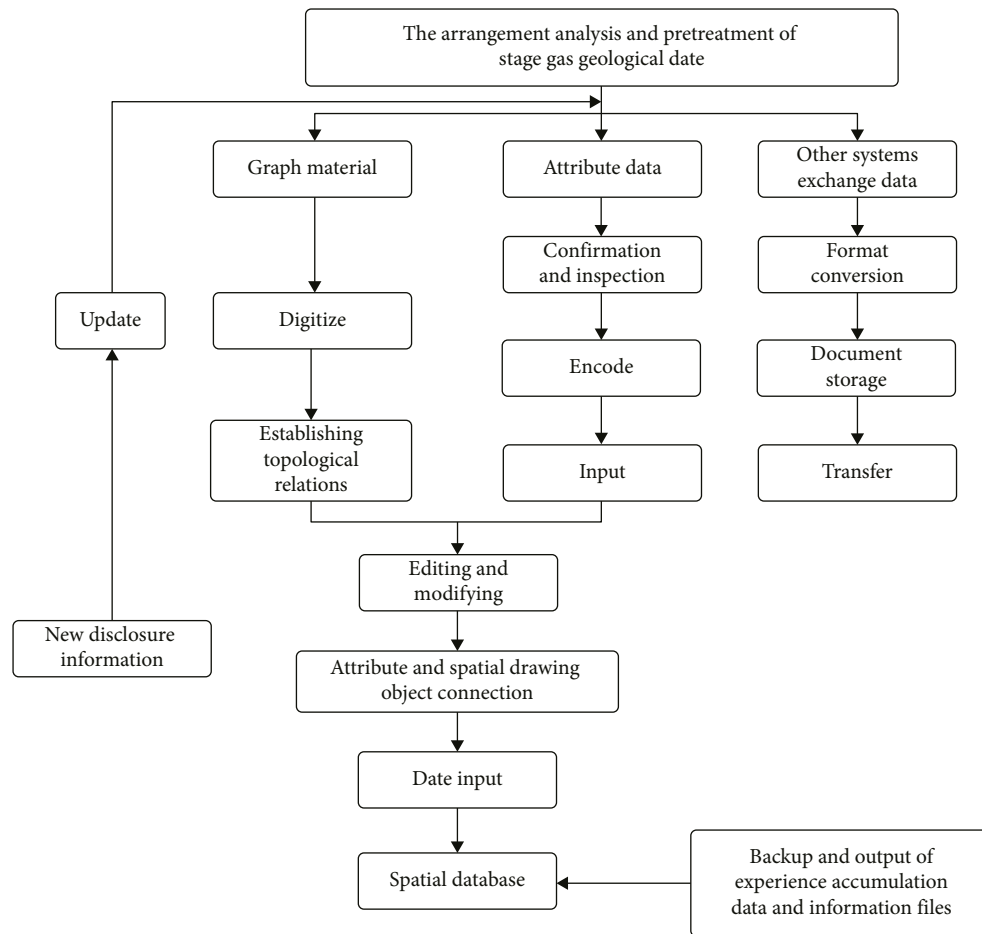 The arrangement analysis and pretreatment of
stage gas geological date
Graph material
Attribute data
Other systems
exchange data
Confirmation
and inspection
Format
conversion
Update
Digitize
Encode
Document
storage
Establishing
topological
relations
Input
Transfer
Editing and
modifying
New disclosure
information
Attribute and spatial drawing
object connection
Date input
Spatial database
Backup and output of
experience accumulation
data and information files